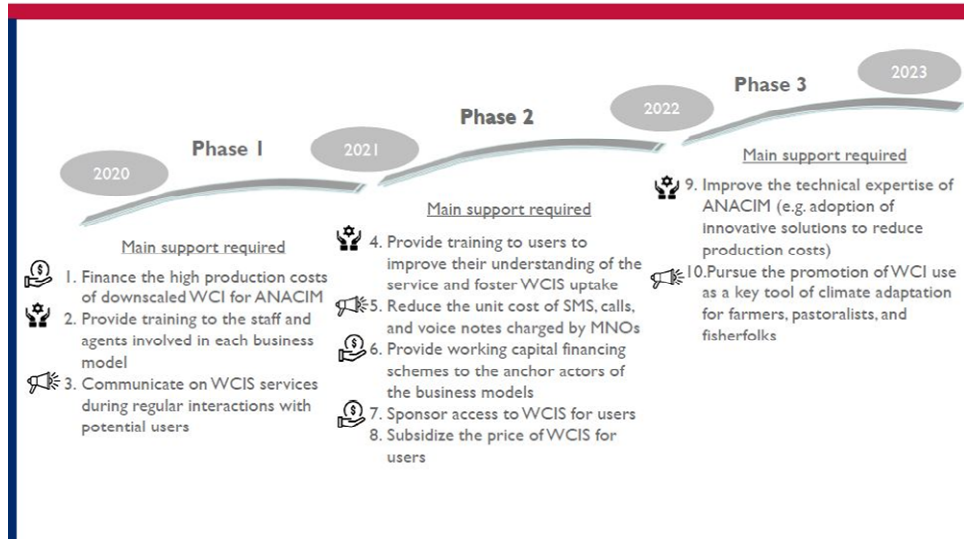 2020
Phase 1
2021
Phase 2
2022
Phase 3
2023
Main support required
1. Finance the high production costs
of downscaled WCI for ANACIM
2. Provide training to the staff and
agents involved in each business
model
3. Communicate on WCIS services
during regular interactions with
potential users
Main support required
4. Provide training to users to
improve their understanding of the
service and foster WCIS uptake
5. Reduce the unit cost of SMS, calls,
and voice notes charged by MNOs
6. Provide working capital financing
schemes to the anchor actors of
the business models
7. Sponsor access to WCIS for users
8. Subsidize the price of WCIS for
users
Main support required
9. Improve the technical expertise of
ANACIM (e.g. adoption of
innovative solutions to reduce
production costs)
10. Pursue the promotion of WCI use
as a key tool of climate adaptation
for farmers, pastoralists, and
fisherfolks